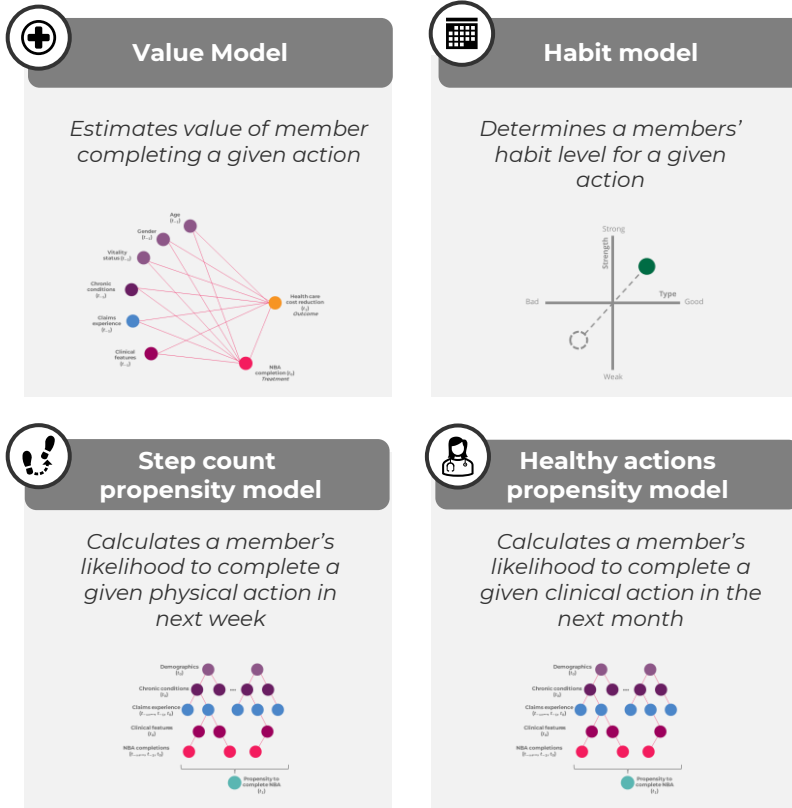 Value Model
Estimates value of member
completing a given action
Age
Gender
Vitality
Chronic
conditions
Claims
experience
Clinical
features
Health care
cost reduction
Outcome
NBA
completion
Treatment
Habit model
Determines a members’
habit level for a given
action
Strong
Strength
Type
Bad
Good
Weak
Step count
propensity model
Calculates a member’s
likelihood to complete a
given physical action in
next week
Demographics
Chronic conditions
...
Claims experience
Clinical features
NBA completions
Propensity to
complete NBA
Healthy actions
propensity model
Calculates a member’s
likelihood to complete a
given clinical action in the
next month
Demographics
Chronic conditions
...
Claims experience
Clinical features
NBA completions
Propensity to
complete NBA